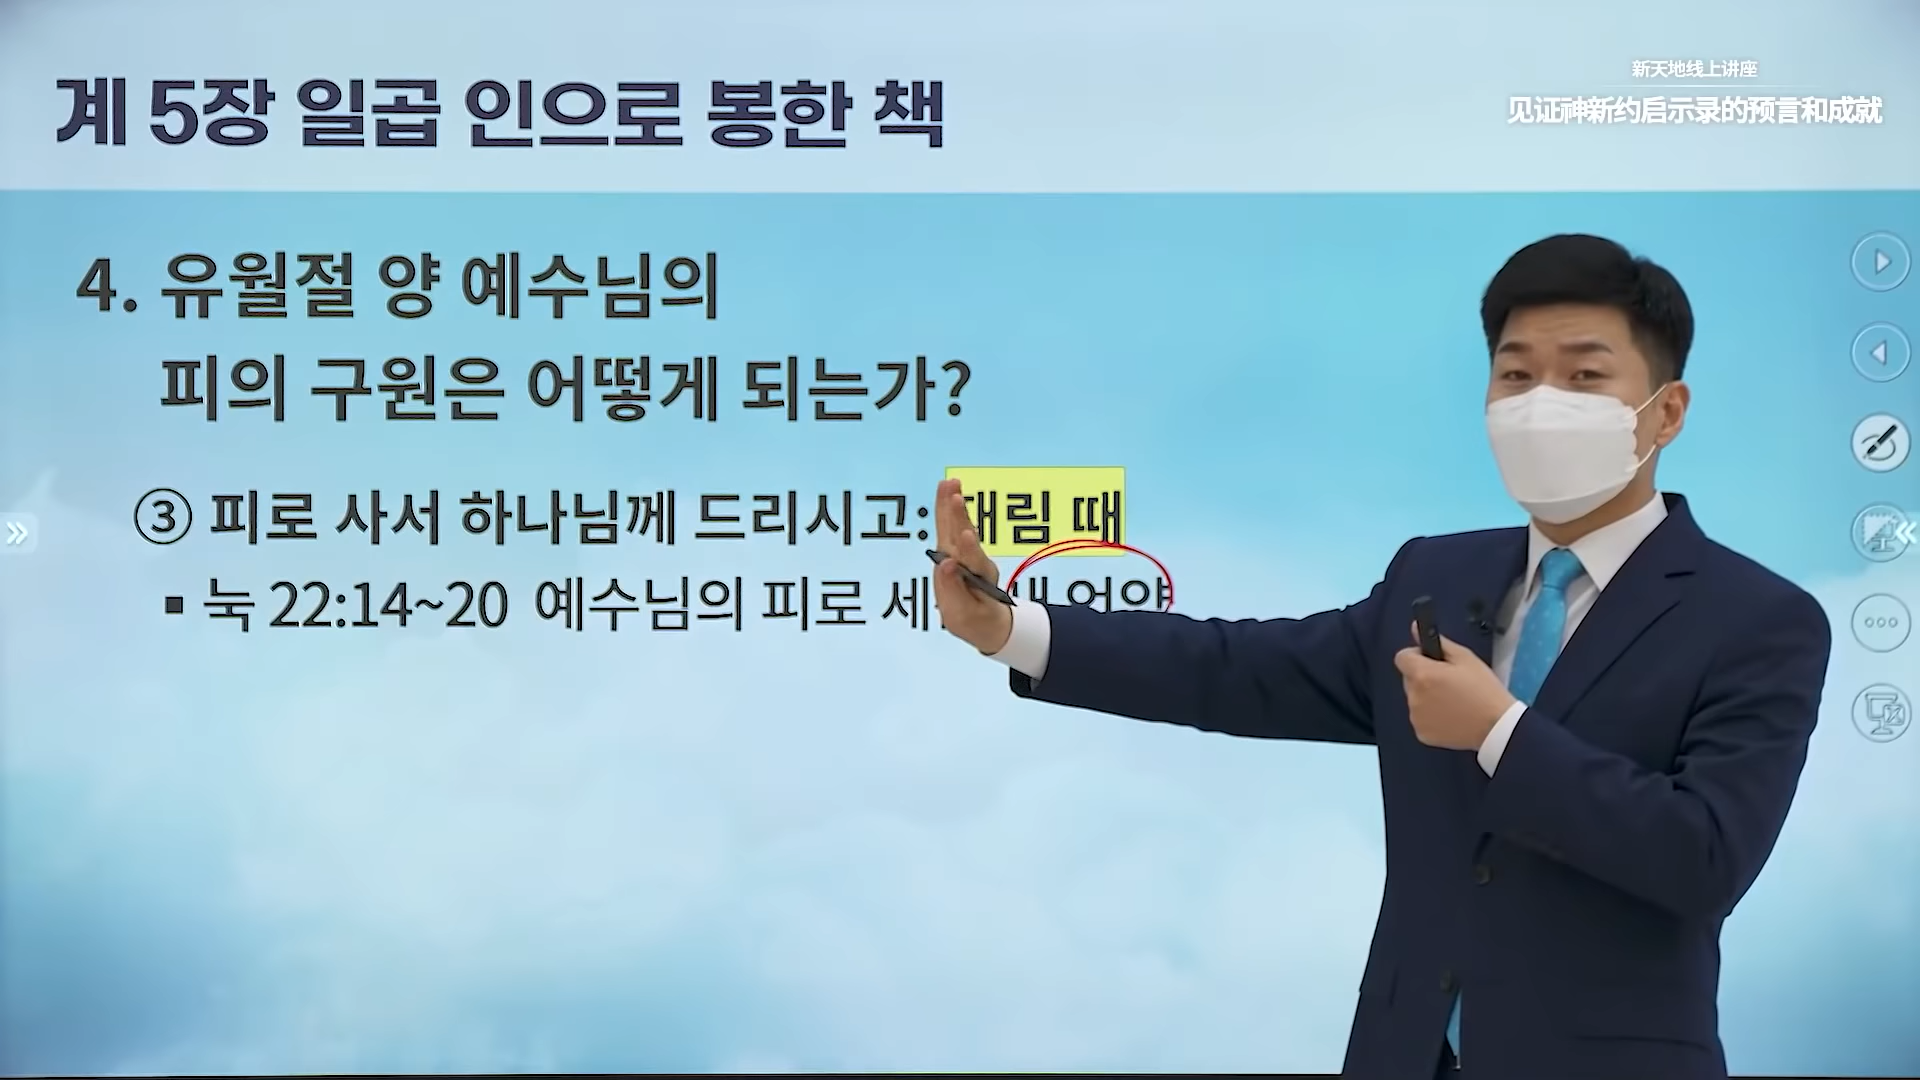 계 5장 일곱 인으로 봉한 책
新天地线上讲座
见证神新约启示录的预言和成就
4. 유월절 양 예수님의
피의 구원은 어떻게 되는가?
③ 피로 사서 하나님께 드리시고: 재림 때
▪ 눅 22:14~20 예수님의 피로